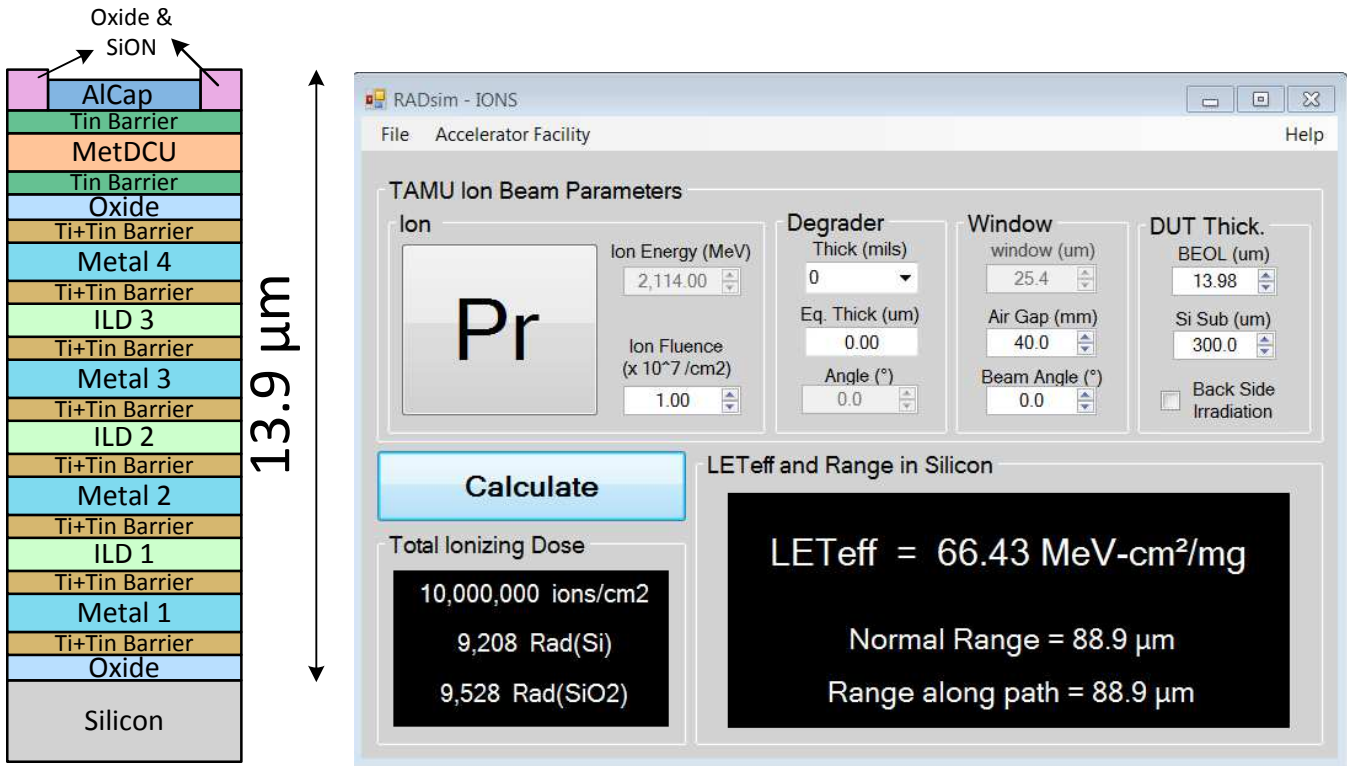 Oxide &
SiON
AlCap
Tin Barrier
MetDCU
Tin Barrier
Oxide
Ti+Tin Barrier
Metal 4
Ti+Tin Barrier
ILD 3
Ti+Tin Barrier
Metal 3
Ti+Tin Barrier
ILD 2
Ti+Tin Barrier
Metal 2
Ti+Tin Barrier
ILD 1
Ti+Tin Barrier
Metal 1
Ti+Tin Barrier
Oxide
Silicon
13.9 µm
RADsim - IONS
File Accelerator Facility Help
TAMU Ion Beam Parameters
Ion
Pr
Ion Energy (MeV)
2,114.00
Ion Fluence
(x 10^7 /cm2)
1.00
Degrader
Thick (mils)
0
Eq. Thick (um)
0.00
Angle (°)
0.0
Window
window (um)
25.4
Air Gap (mm)
40.0
Beam Angle (°)
0.0
DUT Thick.
BEOL (um)
13.98
Si Sub (um)
300.0
Back Side
Irradiation
Calculate
Total Ionizing Dose
10,000,000 ions/cm2
9,208 Rad(Si)
9,528 Rad(SiO2)
LETeff and Range in Silicon
LETeff = 66.43 MeV-cm²/mg
Normal Range = 88.9 µm
Range along path = 88.9 µm